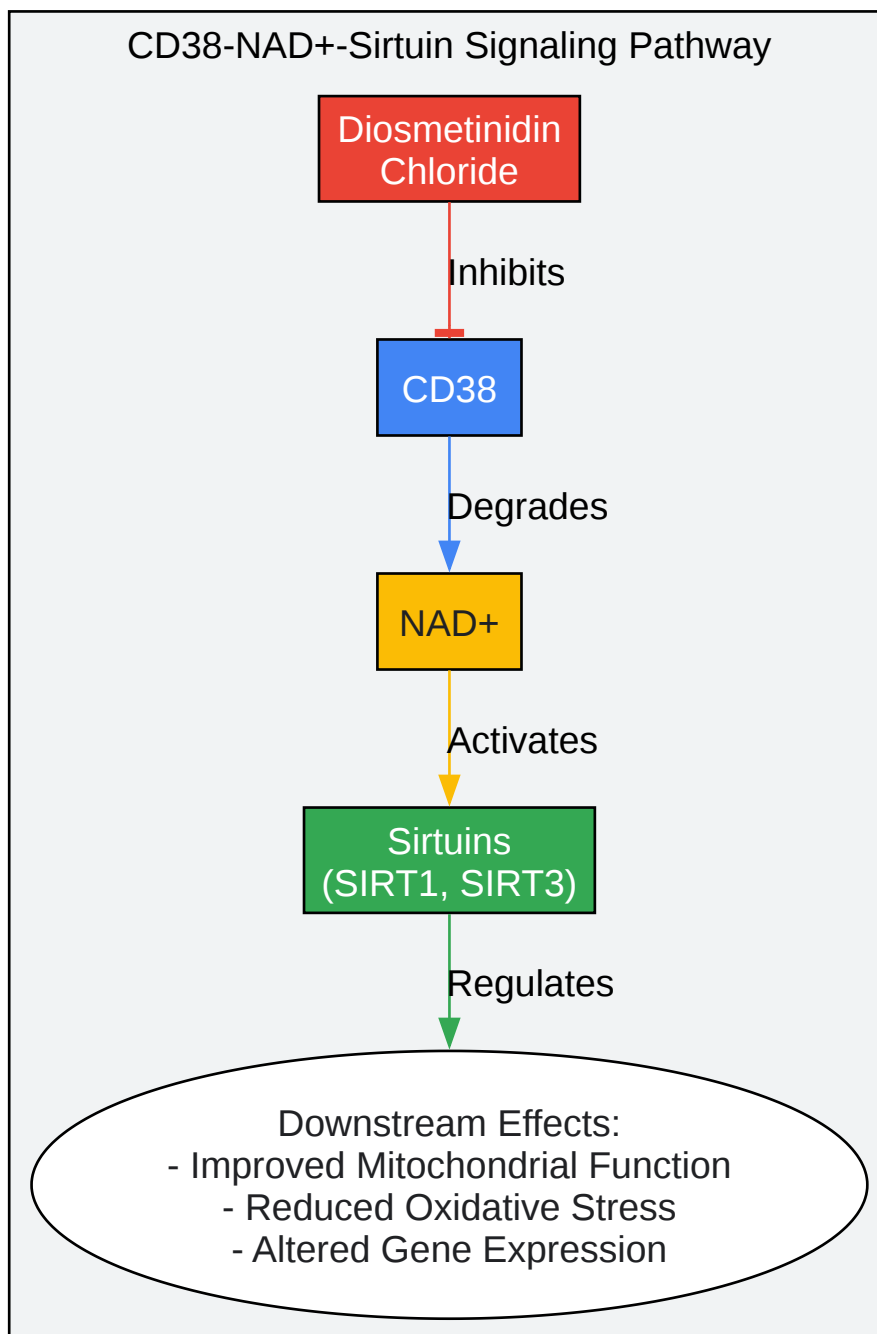 CD38-NAD+-Sirtuin Signaling Pathway
Diosmetinidin
Chloride
Inhibits
CD38
Degrades
NAD+
Activates
Sirtuins
(SIRT1, SIRT3)
Regulates
Downstream Effects:
- Improved Mitochondrial Function
- Reduced Oxidative Stress
- Altered Gene Expression